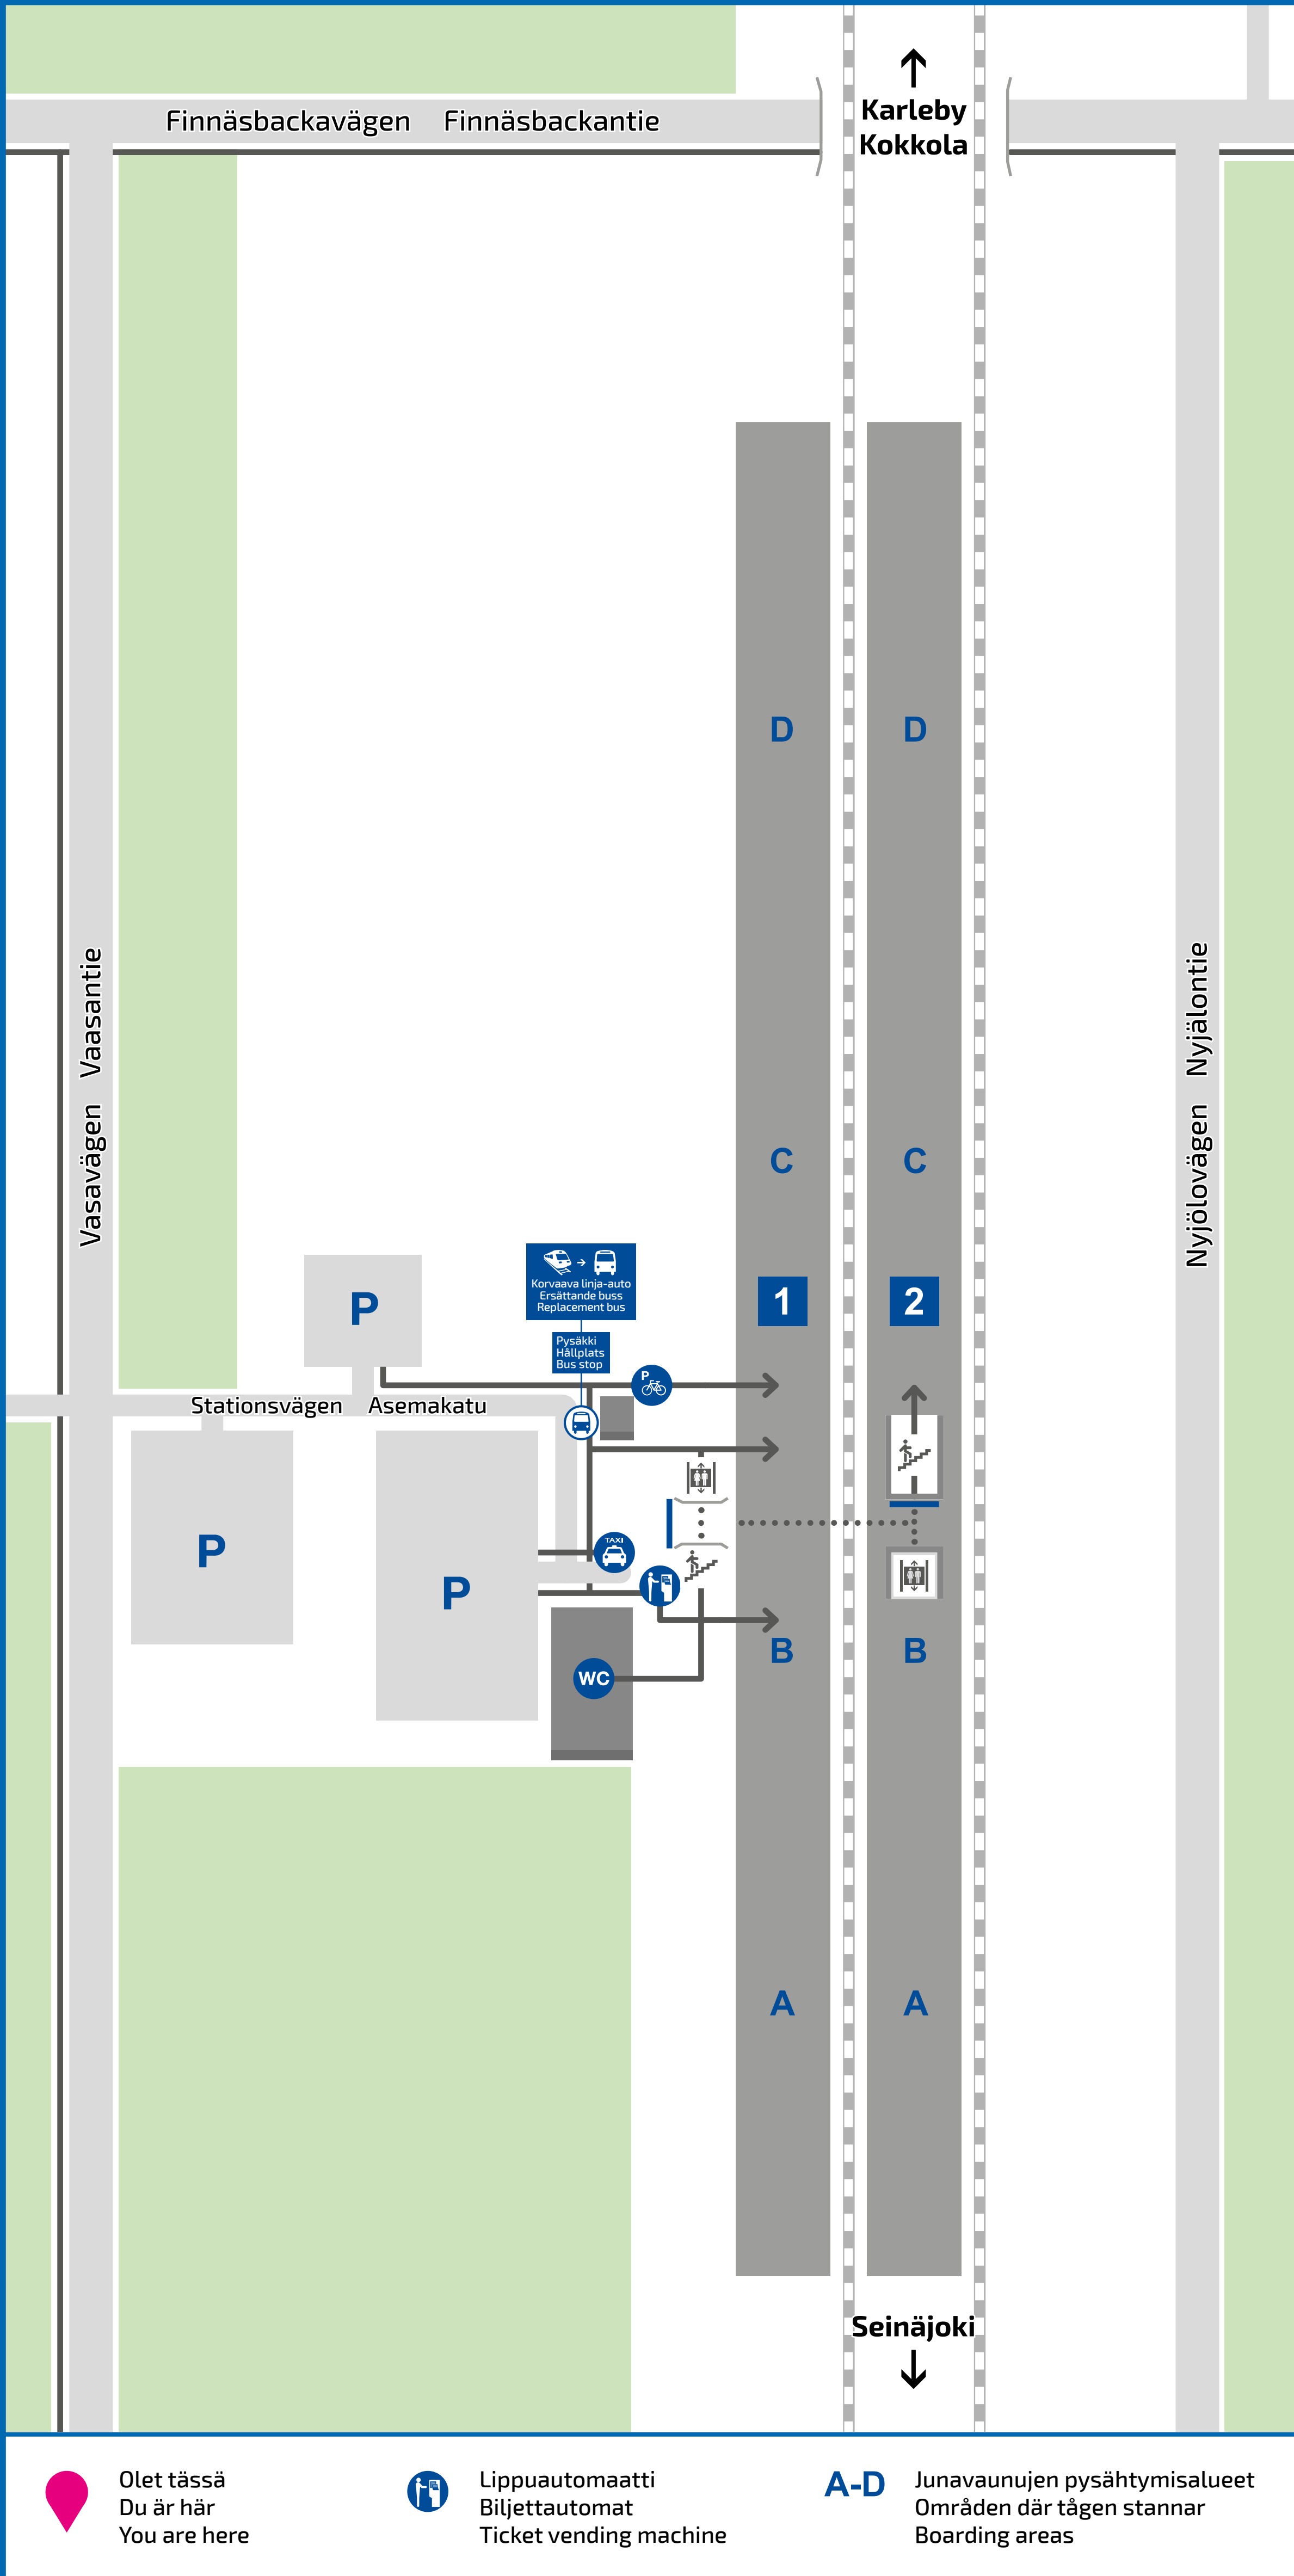 Karleby
Kokkola
Finnäsbackavägen Finnäsbackantie
D D
Vasavägen Vaasantie
Nyjölovägen Nyjälontie
C C
Korvaava linja-auto
Ersättande buss
Replacement bus
1 2
P
Pysäkki
Hållplats
Bus stop
P
Stationsvägen Asemakatu
TAXI
P
P
B B
WC
A A
Seinäjoki
Olet tässä
Du är här
You are here
Lippuautomaatti
Biljettautomat
Ticket vending machine
A-D
Junavaunujen pysähtymisalueet
Områden där tågen stannar
Boarding areas